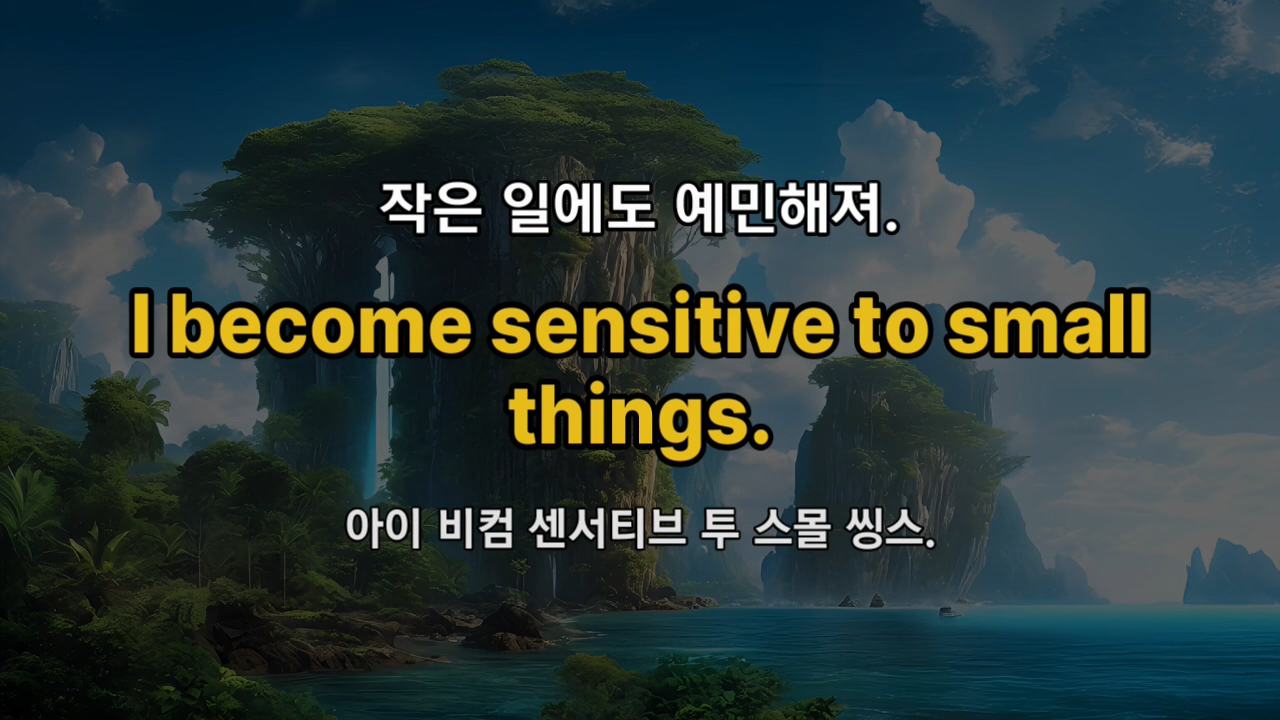 작은 일에도 예민해져.
I become sensitive to small
things.
아이 비컴 센서티브 투 스몰 씽스.